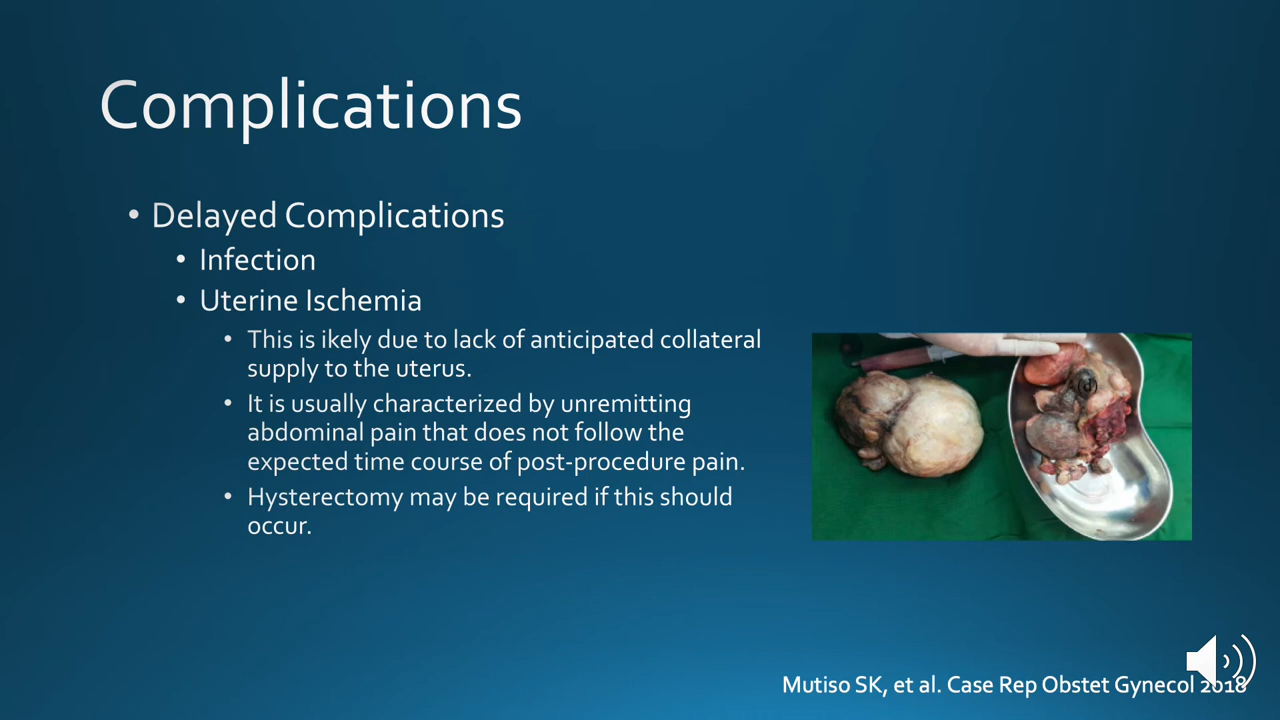 Complications
• Delayed Complications
• Infection
• Uterine Ischemia
• This is ikely due to lack of anticipated collateral
supply to the uterus.
• It is usually characterized by unremitting
abdominal pain that does not follow the
expected time course of post-procedure pain.
• Hysterectomy may be required if this should
occur.
(d)
Mutiso SK, et al. Case Rep Obstet Gynecol 2018